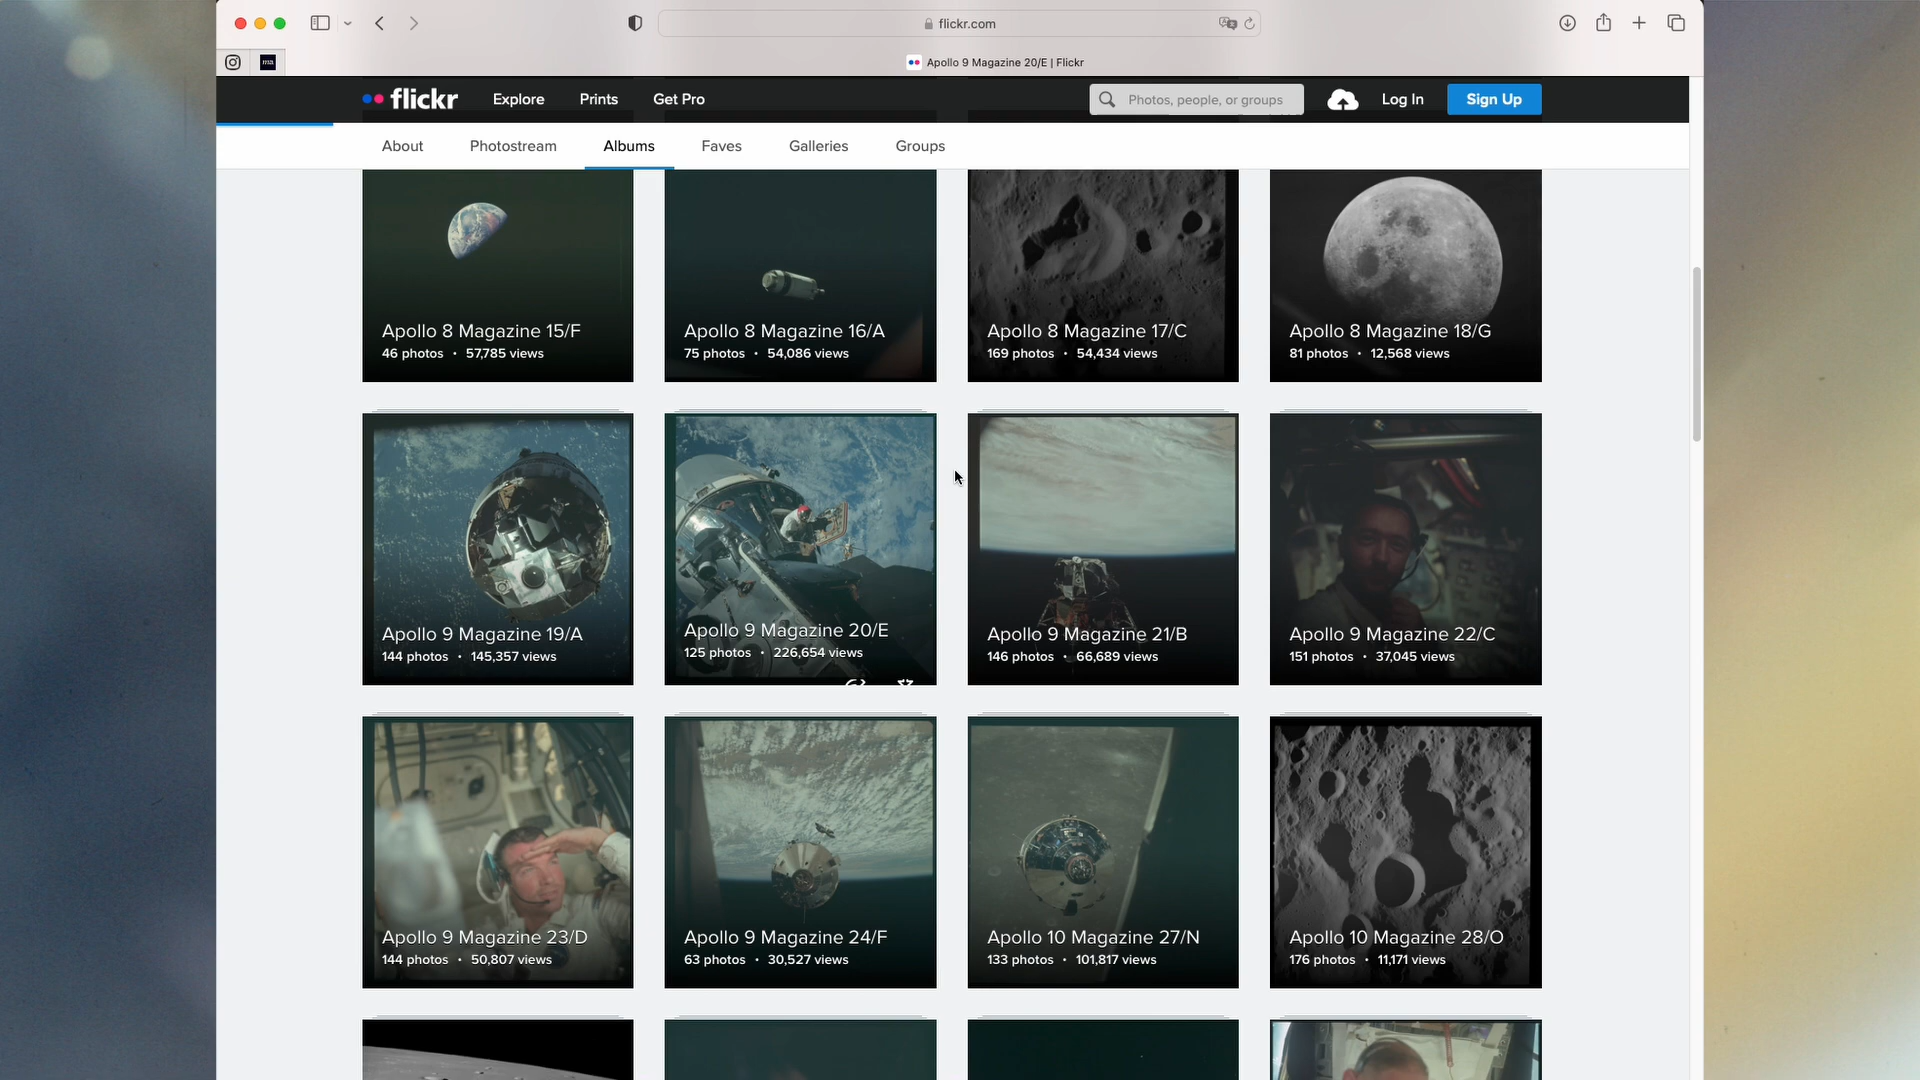 flickr.com
ma
Apollo 9 Magazine 20/E | Flickr
flickr
Explore
Prints
Get Pro
Photos, people, or groups
Log In
Sign Up
About
Photostream
Albums
Faves
Galleries
Groups
Apollo 8 Magazine 15/F
46 photos • 57,785 views
Apollo 8 Magazine 16/A
75 photos • 54,086 views
Apollo 8 Magazine 17/C
169 photos • 54,434 views
Apollo 8 Magazine 18/G
81 photos • 12,568 views
Apollo 9 Magazine 19/A
144 photos • 145,357 views
Apollo 9 Magazine 20/E
125 photos • 226,654 views
Apollo 9 Magazine 21/B
146 photos • 66,689 views
Apollo 9 Magazine 22/C
151 photos • 37,045 views
Apollo 9 Magazine 23/D
144 photos • 50,807 views
Apollo 9 Magazine 24/F
63 photos • 30,527 views
Apollo 10 Magazine 27/N
133 photos • 101,817 views
Apollo 10 Magazine 28/O
176 photos • 11,171 views